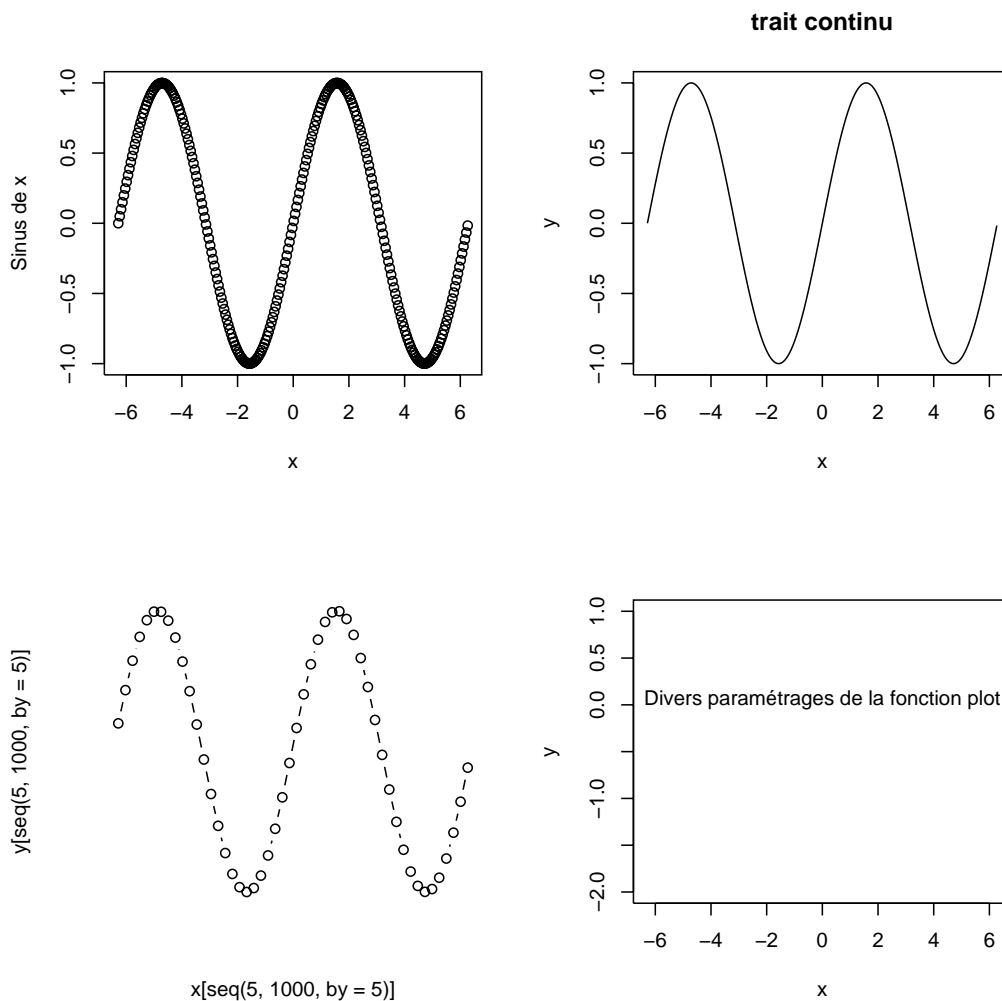 trait continu
Sinus de x
1.0
0.5
0.0
−0.5
−1.0
−6 −4 −2 0 2 4 6
x
y
1.0
0.5
0.0
−0.5
−1.0
−6 −4 −2 0 2 4 6
x
y[seq(5, 1000, by = 5)]
x[seq(5, 1000, by = 5)]
y
1.0
0.5
0.0
−1.0
−2.0
Divers paramétrages de la fonction plot
−6 −4 −2 0 2 4 6
x